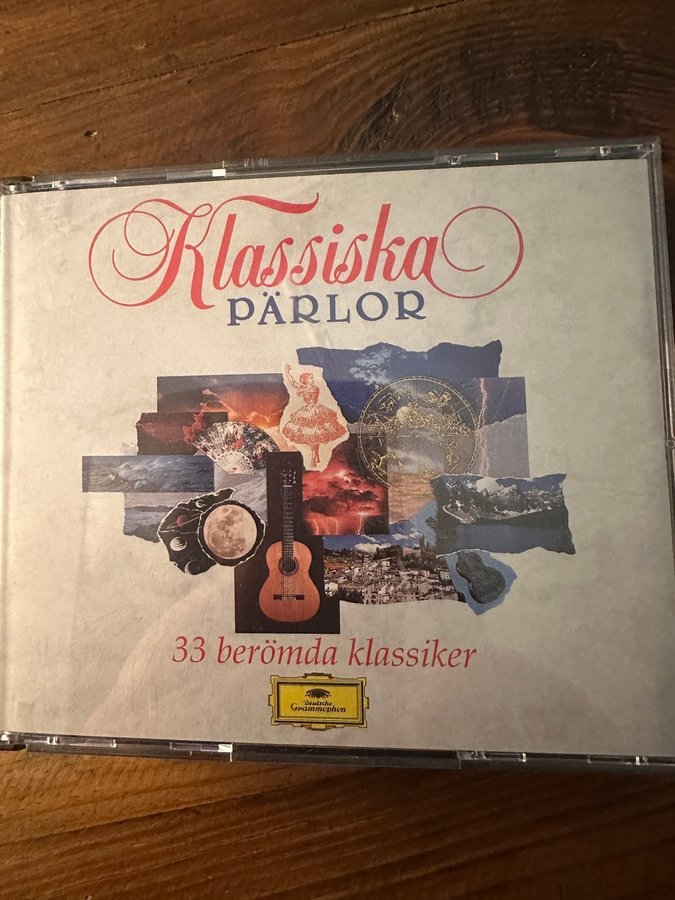 Klassiska
PÄRLOR
33 berömda klassiker
Deutsche
Grammophon